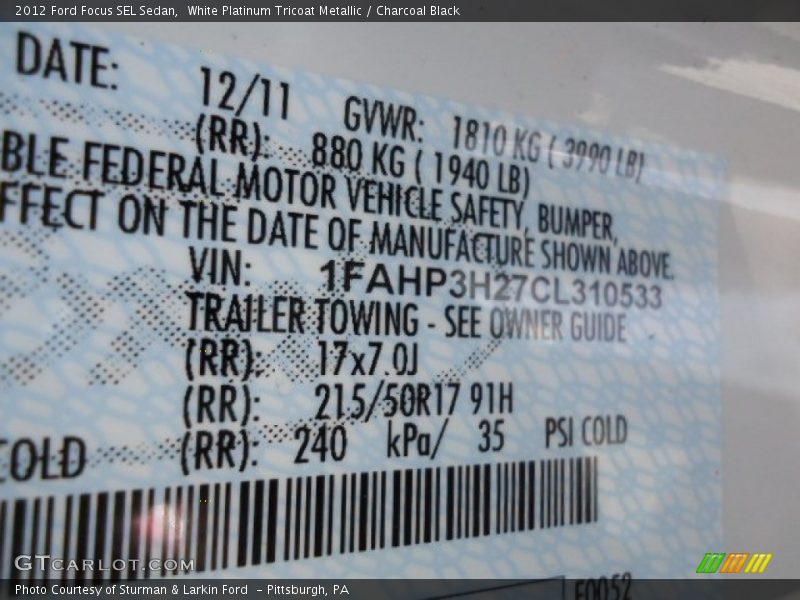 2012 Ford Focus SEL Sedan,  White Platinum Tricoat Metallic / Charcoal Black
DATE: 12/11 GVWR: 1810 KG ( 3990 LB)
(RR): 880 KG ( 1940 LB)
BLE FEDERAL MOTOR VEHICLE SAFETY, BUMPER,
FFECT ON THE DATE OF MANUFACTURE SHOWN ABOVE.
VIN: 1FAHP3H27CL310533
TRAILER TOWING - SEE OWNER GUIDE
(RR): 17x7.0J
(RR): 215/50R17 91H
COLD (RR): 240 kPa/ 35 PSI COLD
GTCARLOT.COM
E0052
Photo Courtesy of Sturman & Larkin Ford  - Pittsburgh, PA